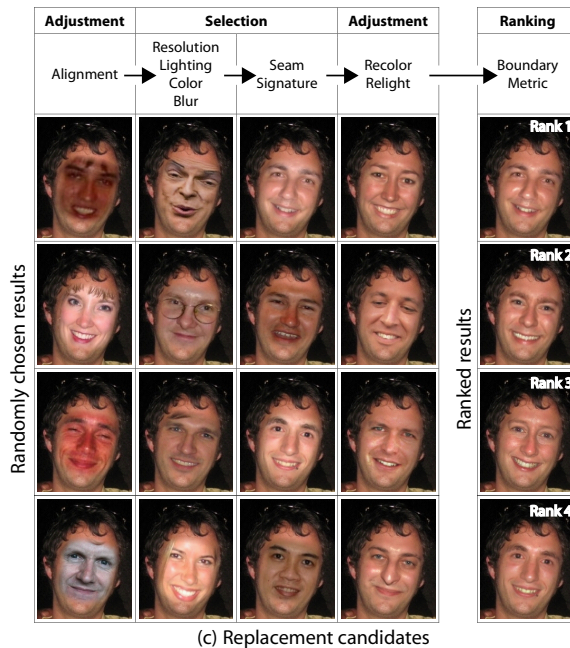 Adjustment Selection Adjustment Ranking
Alignment
Resolution
Lighting
Color
Blur
Seam
Signature
Recolor
Relight
Boundary
Metric
Randomly chosen results
Ranked results
Rank 1
Rank 2
Rank 3
Rank 4
(c) Replacement candidates